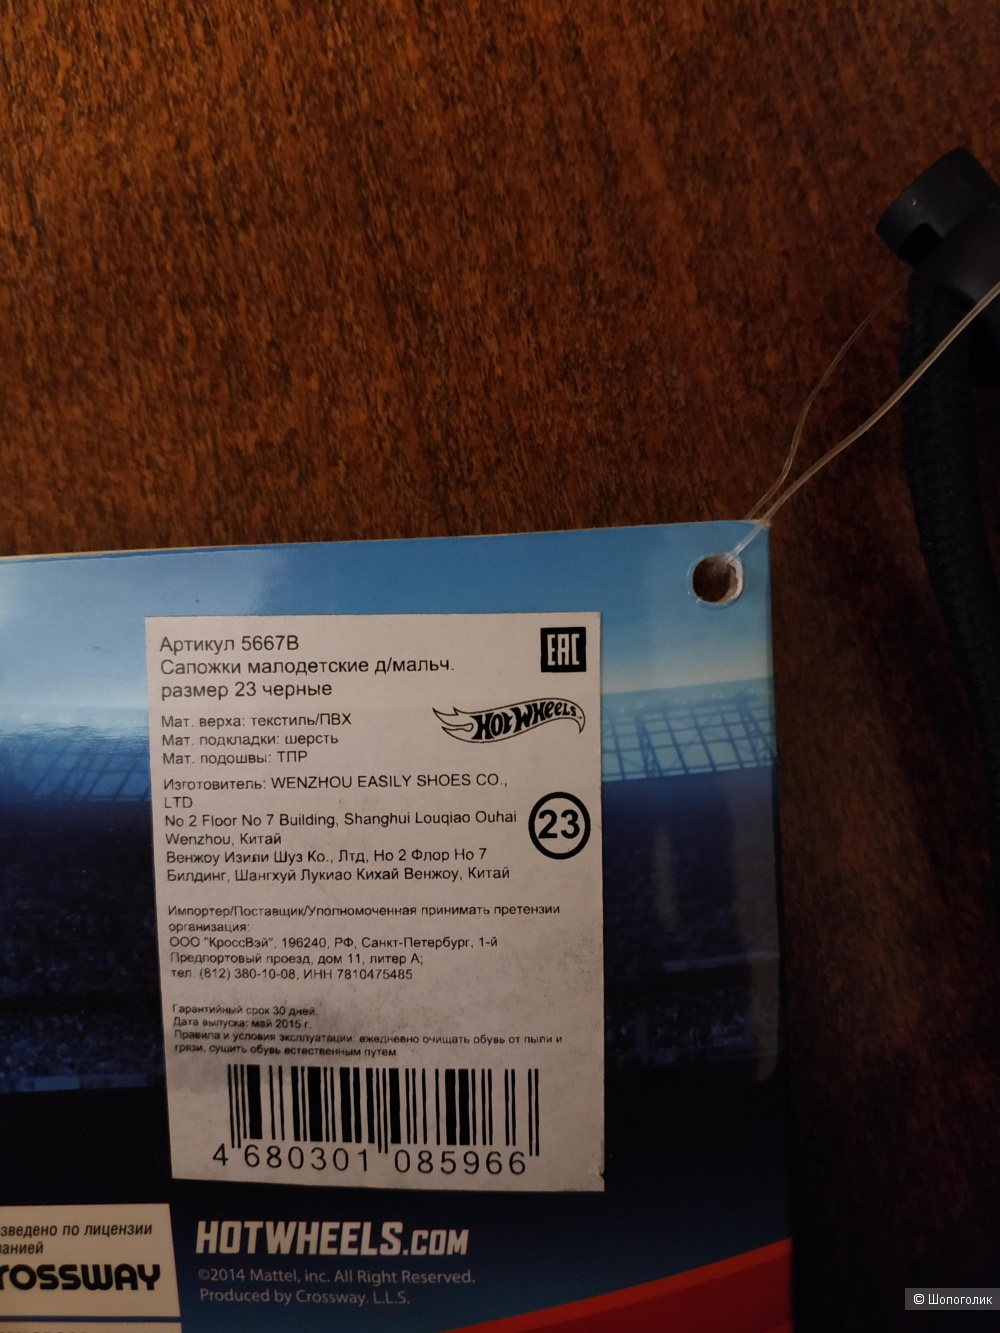 Артикул 5667В
Сапожки малодетские д/мальч.
размер 23 черные
EAC
Мат. верха: текстиль/ПВХ
Мат. подкладки: шерсть
Мат. подошвы: ТПР
HOT WHEELS
Изготовитель: WENZHOU EASILY SHOES CO.,
LTD
No 2 Floor No 7 Building, Shanghui Louqiao Ouhai
Wenzhou, Китай
Венжоу Изили Шуз Ко., Лтд, Но 2 Флор Но 7
Билдинг, Шангхуй Лукиао Кихай Венжоу, Китай
23
Импортер/Поставщик/Уполномоченная принимать претензии
организация:
ООО "КроссВэй", 196240, РФ, Санкт-Петербург, 1-й
Предпортовый проезд, дом 11, литер А;
тел. (812) 380-10-08, ИНН 7810475485
Гарантийный срок 30 дней.
Дата выпуска: май 2015 г.
Правила и условия эксплуатации: ежедневно очищать обувь от пыли и
грязи, сушить обувь естественным путем
4 680301 085966
зведено по лицензии
панией
ROSSWAY
HOTWHEELS.COM
©2014 Mattel, inc. All Right Reserved.
Produced by Crossway. L.L.S.
© Шопоголик